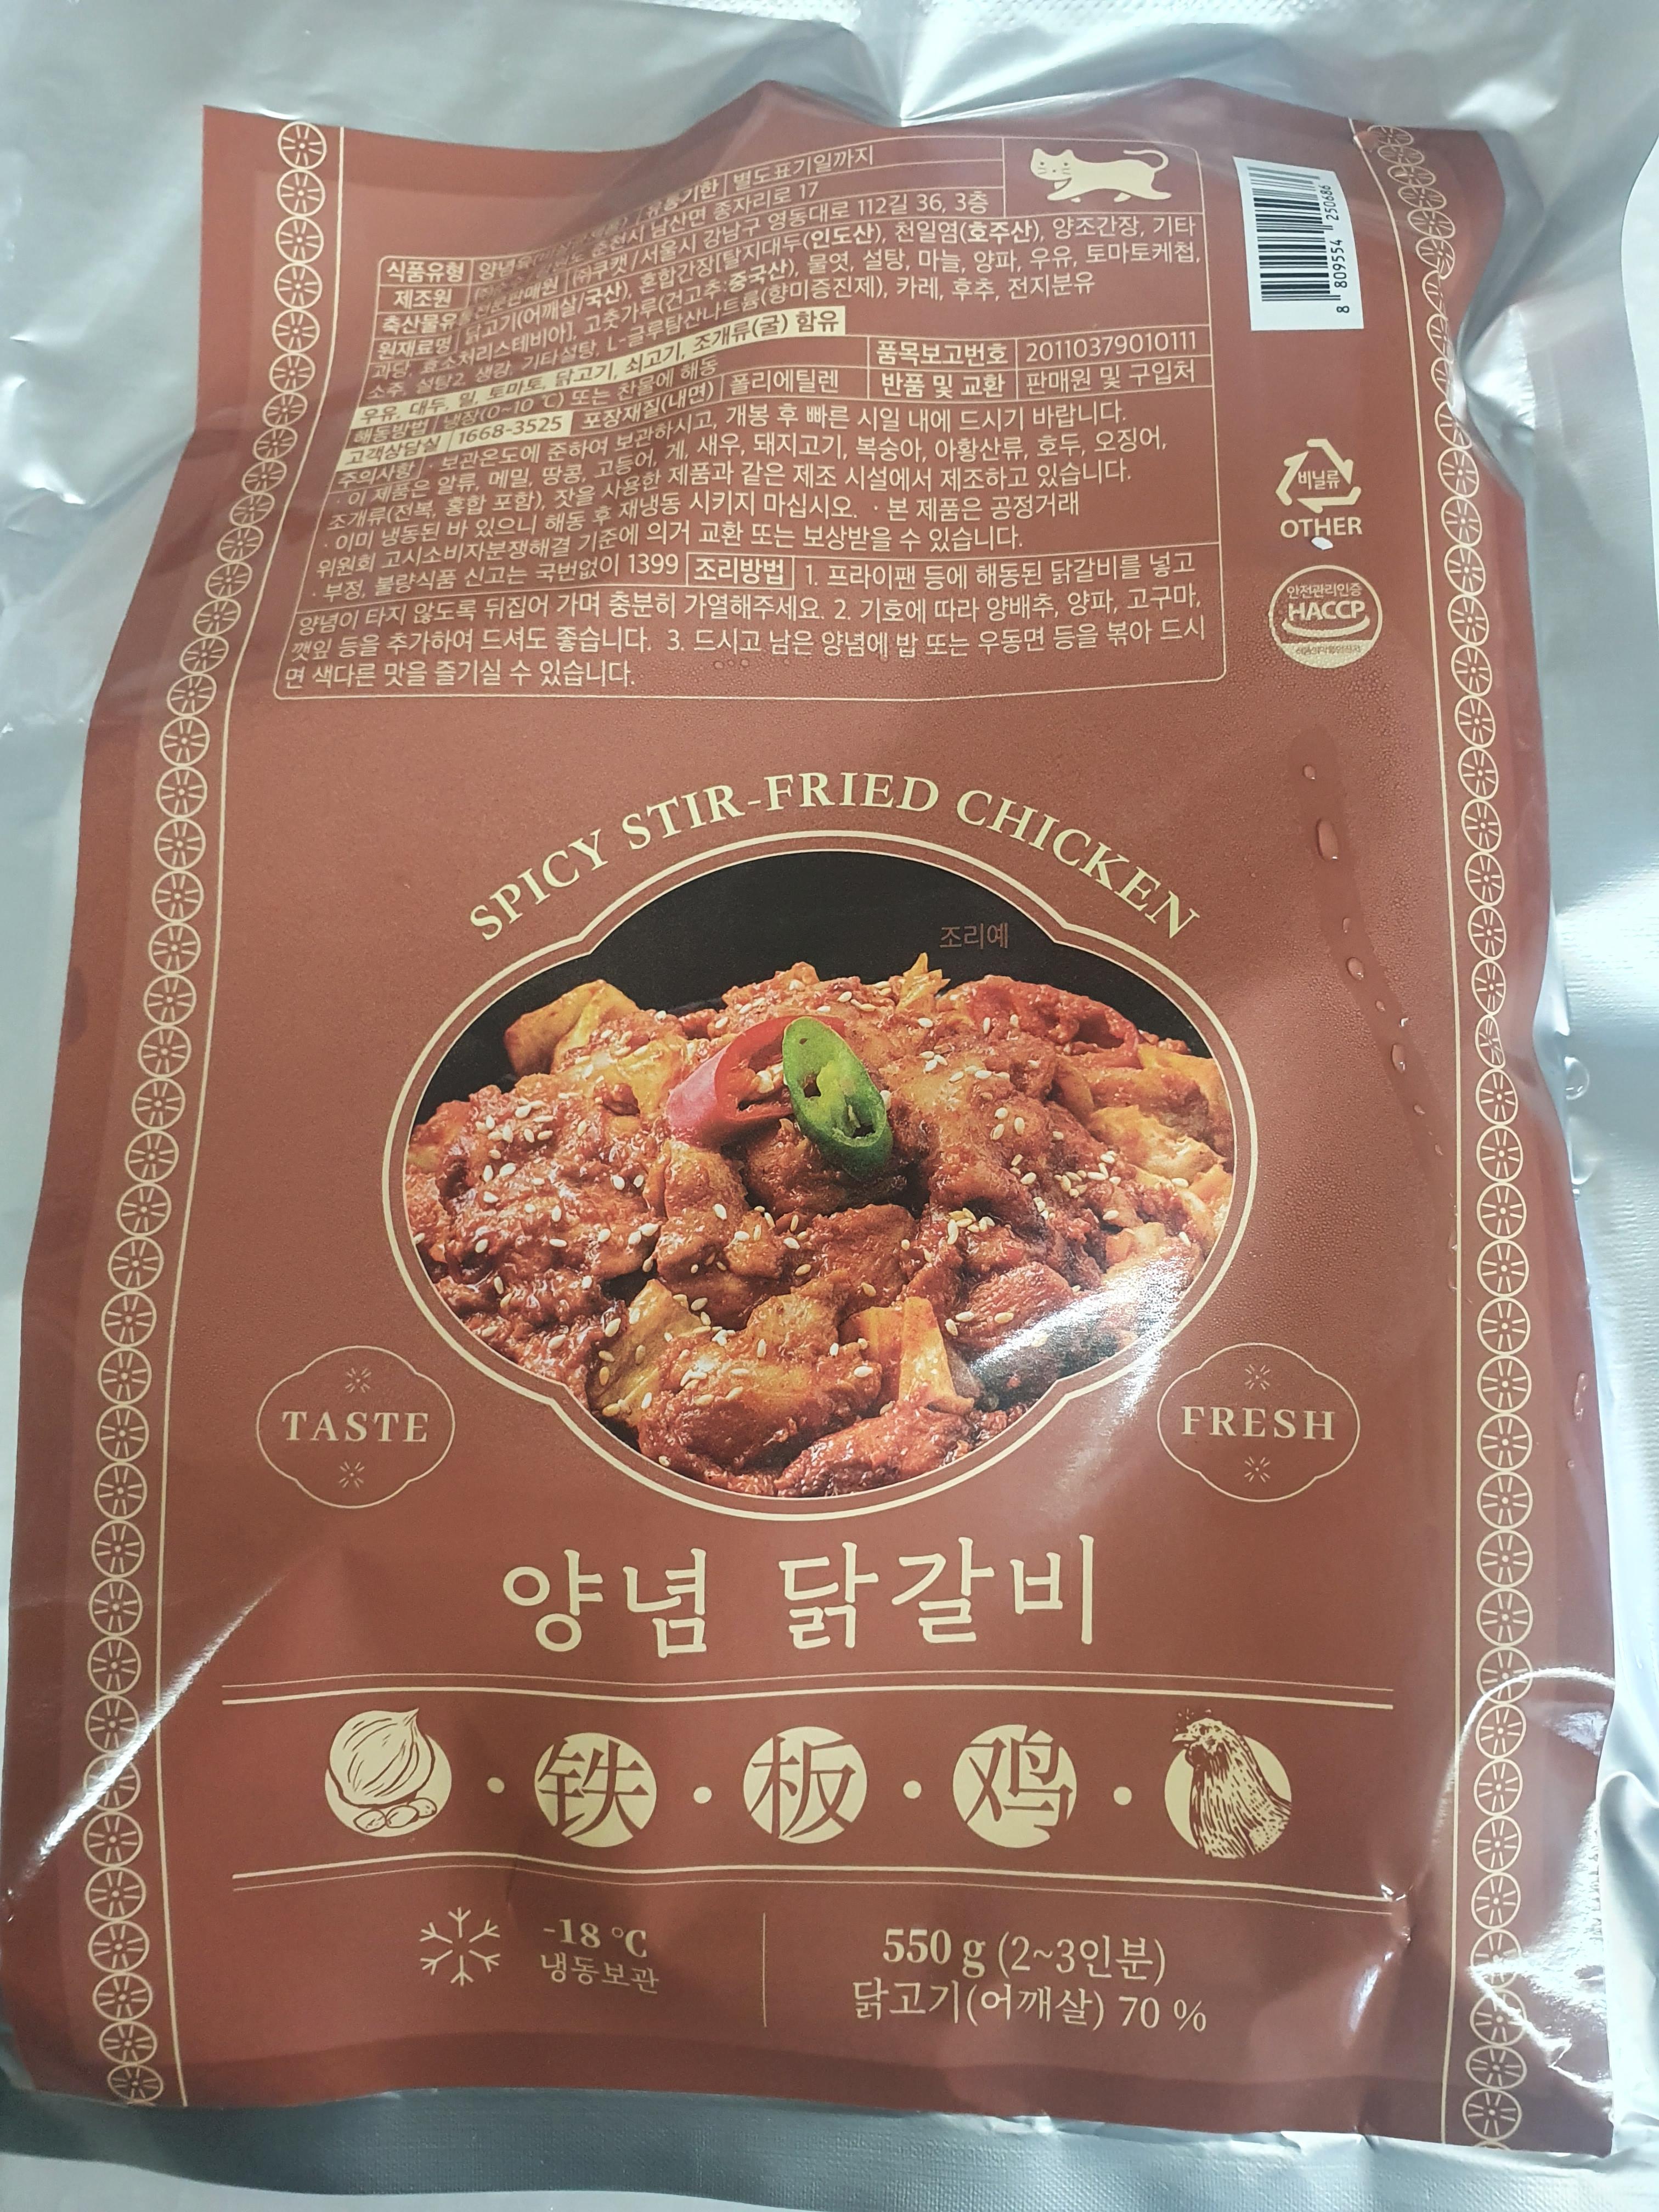 별도표기일까지
식품유형 양념육
제조원 춘천시 남산면 종자리로 17
(주)쿠캣/서울시 강남구 영동대로 112길 36, 3층
원재료명 닭고기(어깨살/국산), 혼합간장[탈지대두(인도산), 천일염(호주산), 양조간장, 기타
과당, 효소처리스테비아], 고춧가루(건고추:중국산), 물엿, 설탕, 마늘, 양파, 우유, 토마토케첩,
소주, 설탕2, 생강, 기타설탕, L-글루탐산나트륨(향미증진제), 카레, 후추, 전지분유
우유, 대두, 밀, 토마토, 닭고기, 쇠고기, 조개류(굴) 함유
해동방법 냉장(0~10 ℃) 또는 찬물에 해동 품목보고번호 20110379010111
고객상담실 1668-3525 포장재질(내면) 폴리에틸렌 반품 및 교환 판매원 및 구입처
주의사항 · 보관온도에 준하여 보관하시고, 개봉 후 빠른 시일 내에 드시기 바랍니다.
· 이 제품은 알류, 메밀, 땅콩, 고등어, 게, 새우, 돼지고기, 복숭아, 아황산류, 호두, 오징어,
조개류(전복, 홍합 포함), 잣을 사용한 제품과 같은 제조 시설에서 제조하고 있습니다.
· 이미 냉동된 바 있으니 해동 후 재냉동 시키지 마십시오. · 본 제품은 공정거래
위원회 고시소비자분쟁해결 기준에 의거 교환 또는 보상받을 수 있습니다.
· 부정, 불량식품 신고는 국번없이 1399 조리방법 1. 프라이팬 등에 해동된 닭갈비를 넣고
양념이 타지 않도록 뒤집어 가며 충분히 가열해주세요. 2. 기호에 따라 양배추, 양파, 고구마,
깻잎 등을 추가하여 드셔도 좋습니다. 3. 드시고 남은 양념에 밥 또는 우동면 등을 볶아 드시
면 색다른 맛을 즐기실 수 있습니다.
8 809554 250686
비닐류
OTHER
안전관리인증
HACCP
SPICY STIR-FRIED CHICKEN
조리예
TASTE
FRESH
양념 닭갈비
铁 · 板 · 鸡
-18 ℃
냉동보관
550 g (2~3인분)
닭고기(어깨살) 70 %